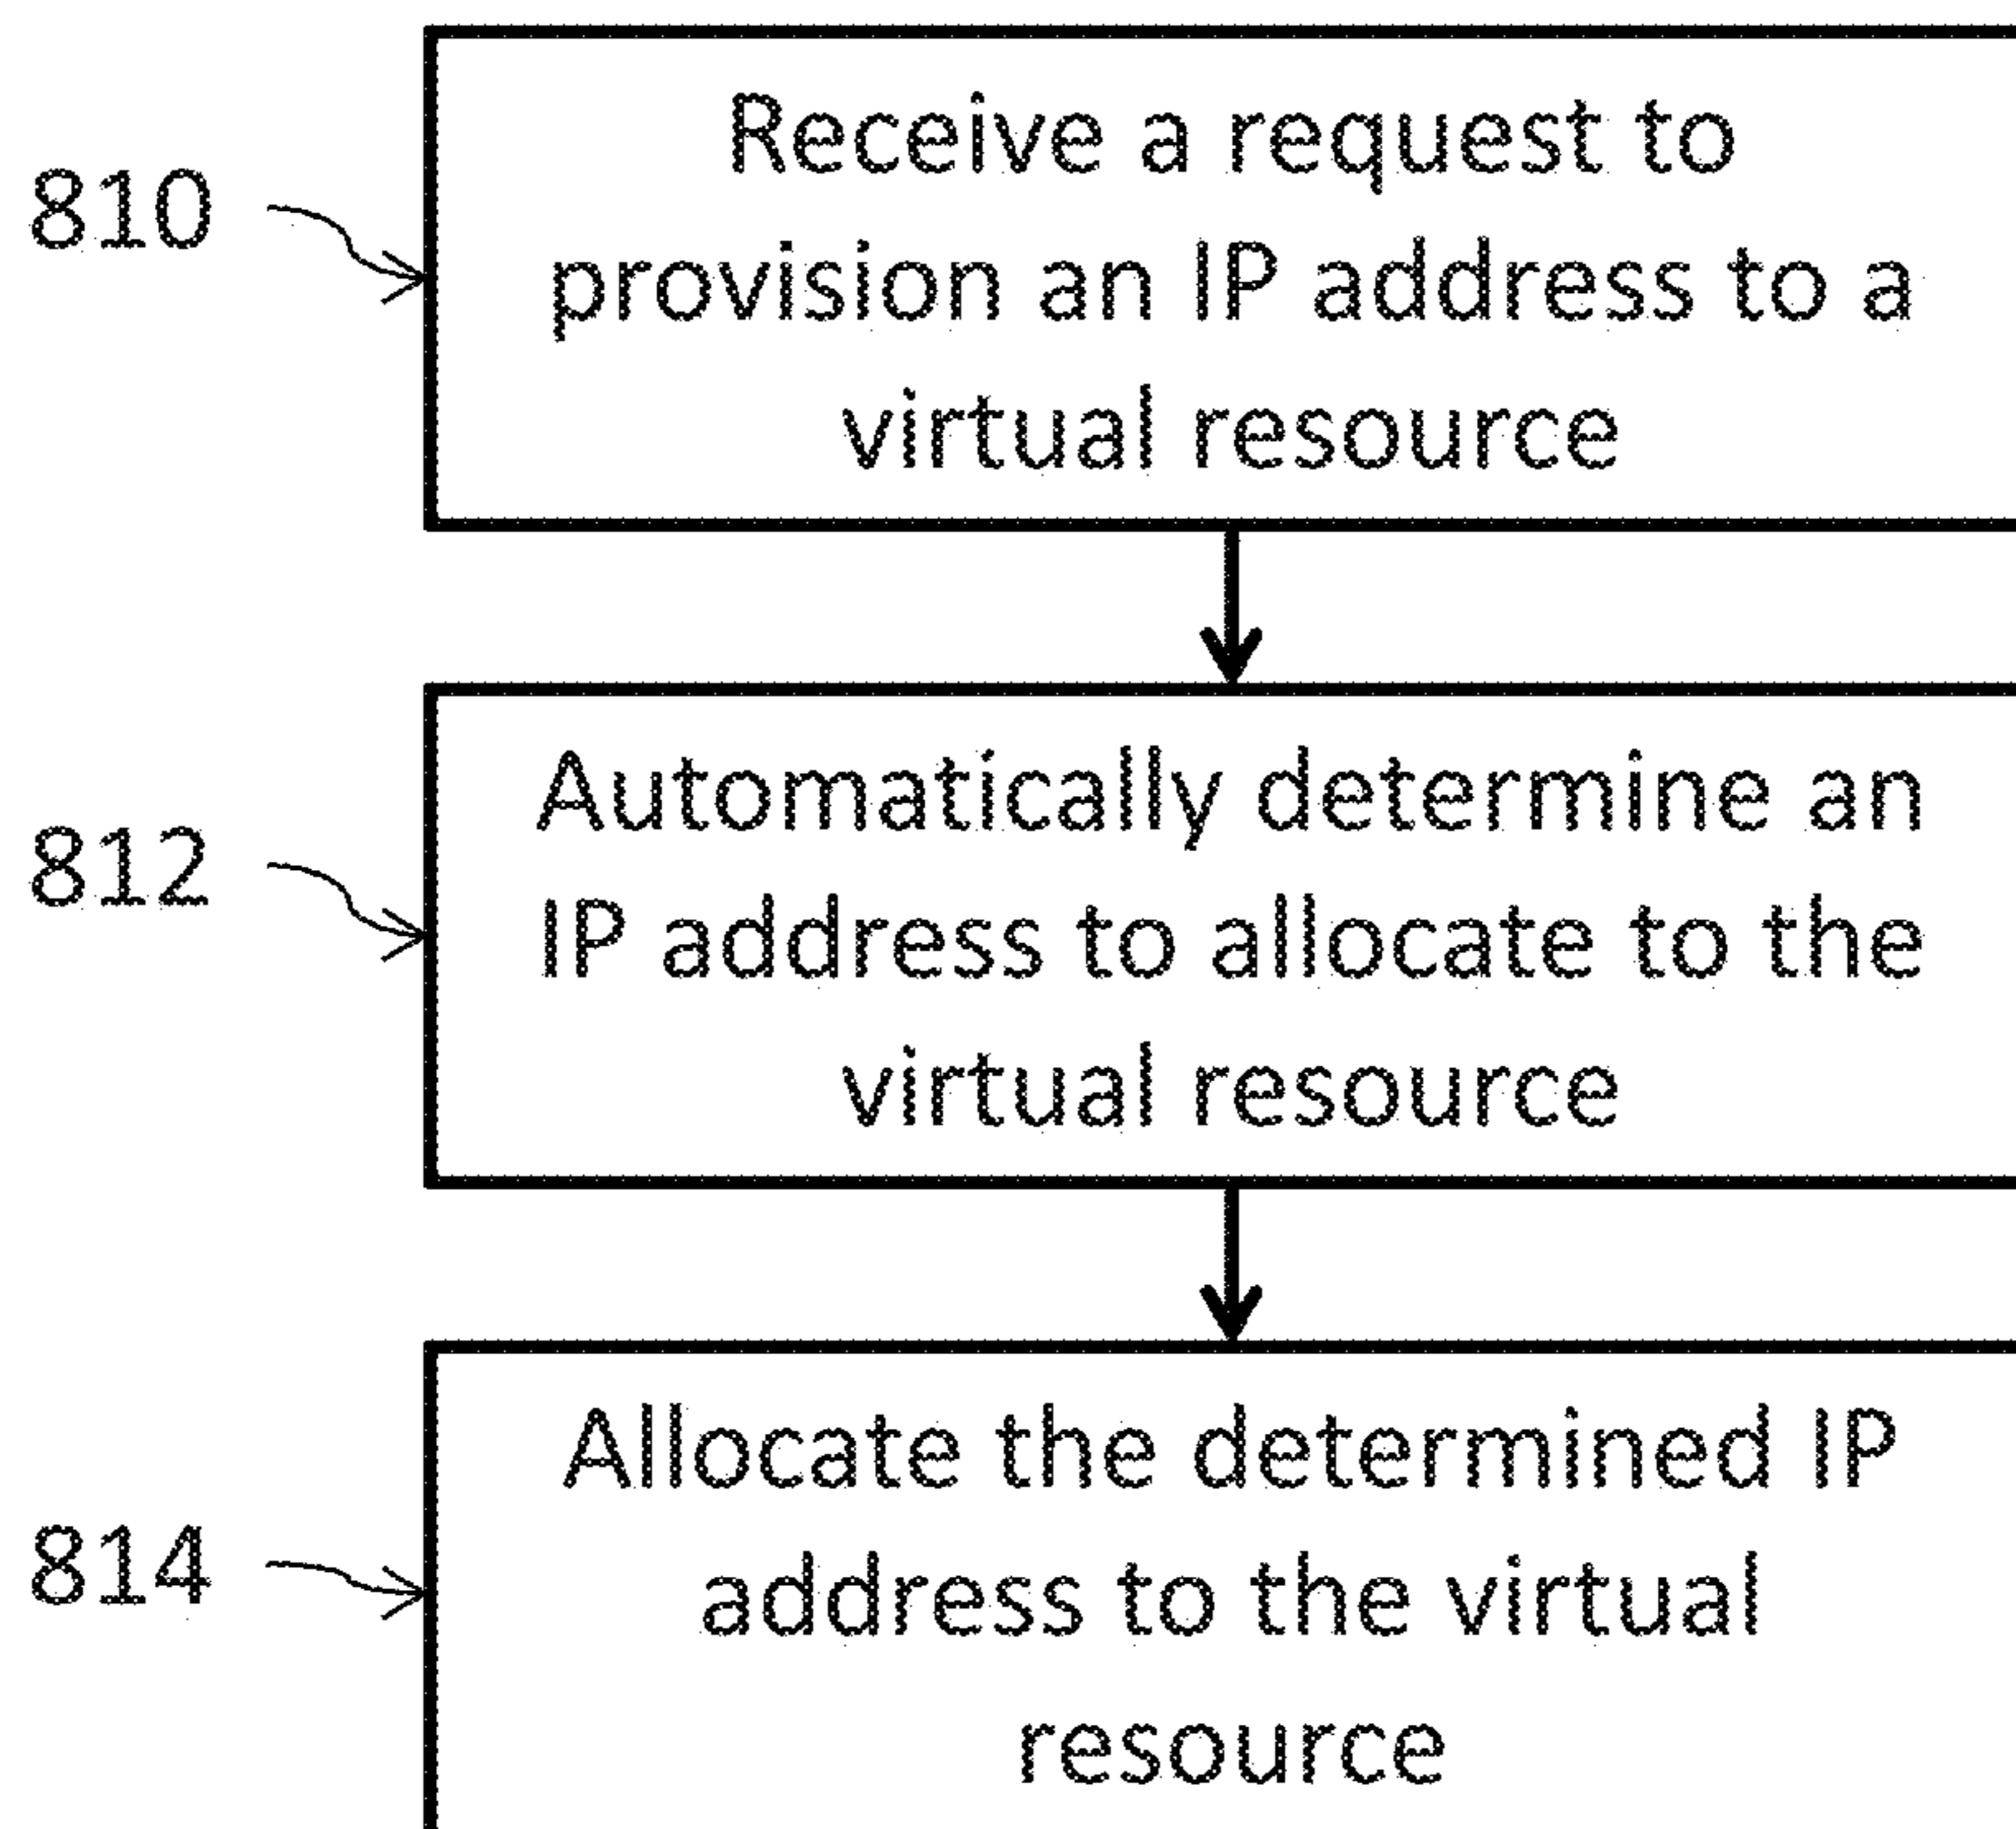 Receive a request to
810
provision an IP address to a
virtual resource
Automatically determine an
812
IP address to allocate to the
virtual resource
Allocate the determined IP
814
address to the virtual
resource